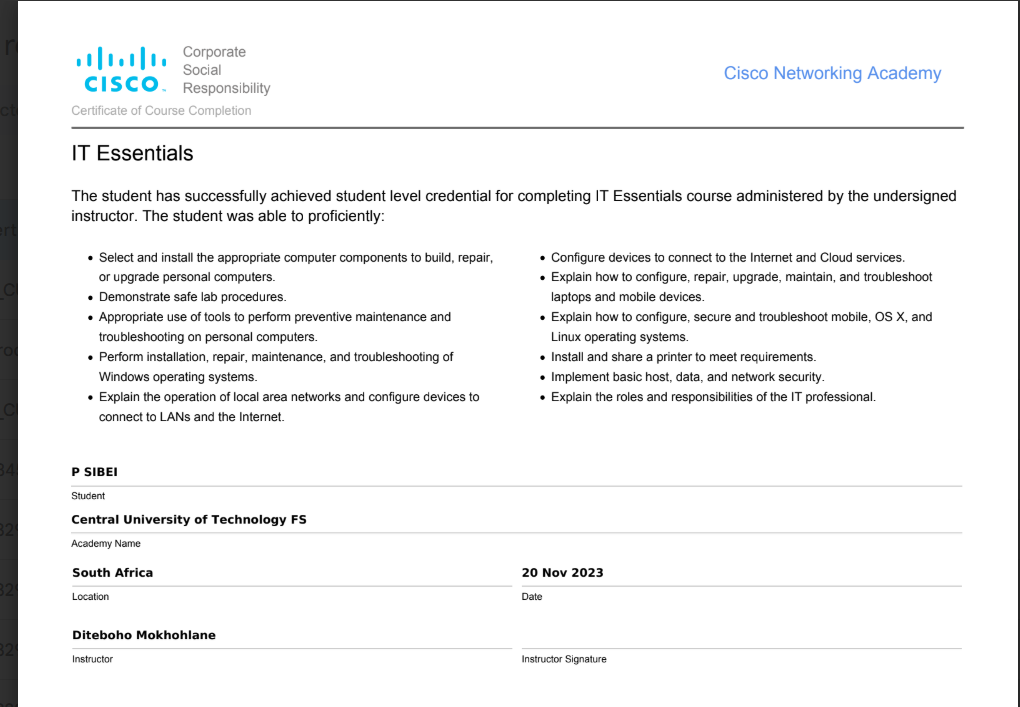 Corporate
Social
Responsibility
CISCO
Cisco Networking Academy
Certificate of Course Completion
IT Essentials
The student has successfully achieved student level credential for completing IT Essentials course administered by the undersigned
instructor. The student was able to proficiently:
• Select and install the appropriate computer components to build, repair,
or upgrade personal computers.
• Demonstrate safe lab procedures.
• Appropriate use of tools to perform preventive maintenance and
troubleshooting on personal computers.
• Perform installation, repair, maintenance, and troubleshooting of
Windows operating systems.
• Explain the operation of local area networks and configure devices to
connect to LANs and the Internet.
• Configure devices to connect to the Internet and Cloud services.
• Explain how to configure, repair, upgrade, maintain, and troubleshoot
laptops and mobile devices.
• Explain how to configure, secure and troubleshoot mobile, OS X, and
Linux operating systems.
• Install and share a printer to meet requirements.
• Implement basic host, data, and network security.
• Explain the roles and responsibilities of the IT professional.
P SIBEI
Student
Central University of Technology FS
Academy Name
South Africa
Location
20 Nov 2023
Date
Diteboho Mokhohlane
Instructor
Instructor Signature